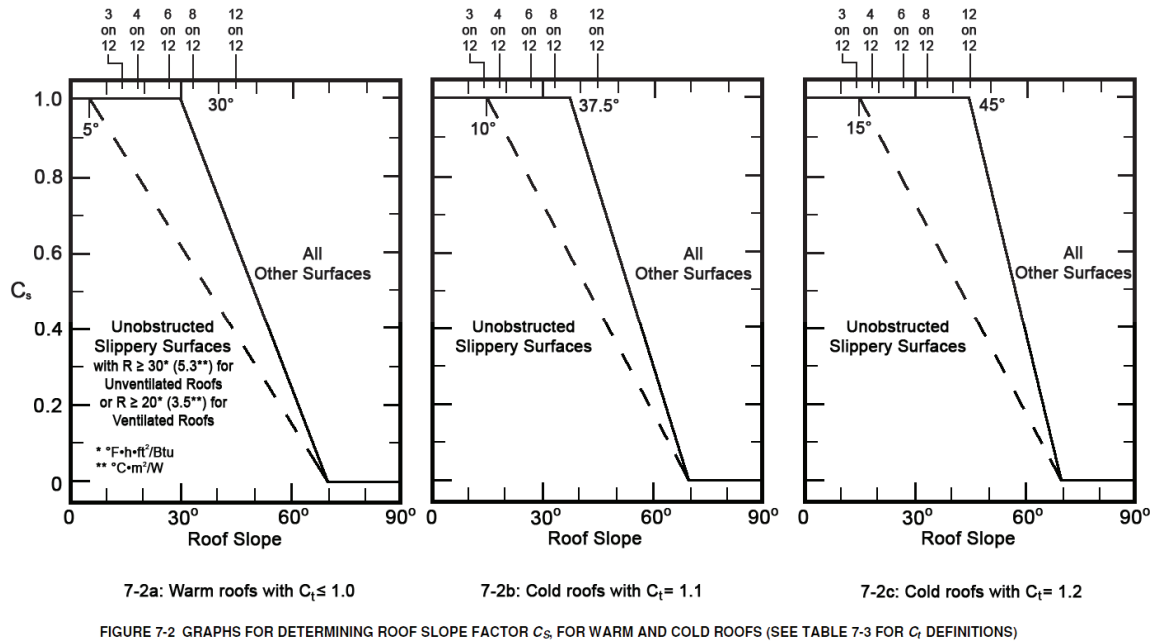 3 4 6 8 12
on on on on on
12 12 12 12 12
3 4 6 8 12
on on on on on
12 12 12 12 12
3 4 6 8 12
on on on on on
12 12 12 12 12
1.0
0.8
0.6
0.4
0.2
0
Cs
5°
30°
All
Other Surfaces
Unobstructed
Slippery Surfaces
with R ≥ 30* (5.3**) for
Unventilated Roofs
or R ≥ 20* (3.5**) for
Ventilated Roofs
* °F•h•ft²/Btu
** °C•m²/W
0 30° 60° 90°
Roof Slope
7-2a: Warm roofs with Ct ≤ 1.0
10°
37.5°
All
Other Surfaces
Unobstructed
Slippery Surfaces
0 30° 60° 90°
Roof Slope
7-2b: Cold roofs with Ct = 1.1
15°
45°
All
Other Surfaces
Unobstructed
Slippery Surfaces
0 30° 60° 90°
Roof Slope
7-2c: Cold roofs with Ct = 1.2
FIGURE 7-2 GRAPHS FOR DETERMINING ROOF SLOPE FACTOR CS, FOR WARM AND COLD ROOFS (SEE TABLE 7-3 FOR Ct DEFINITIONS)